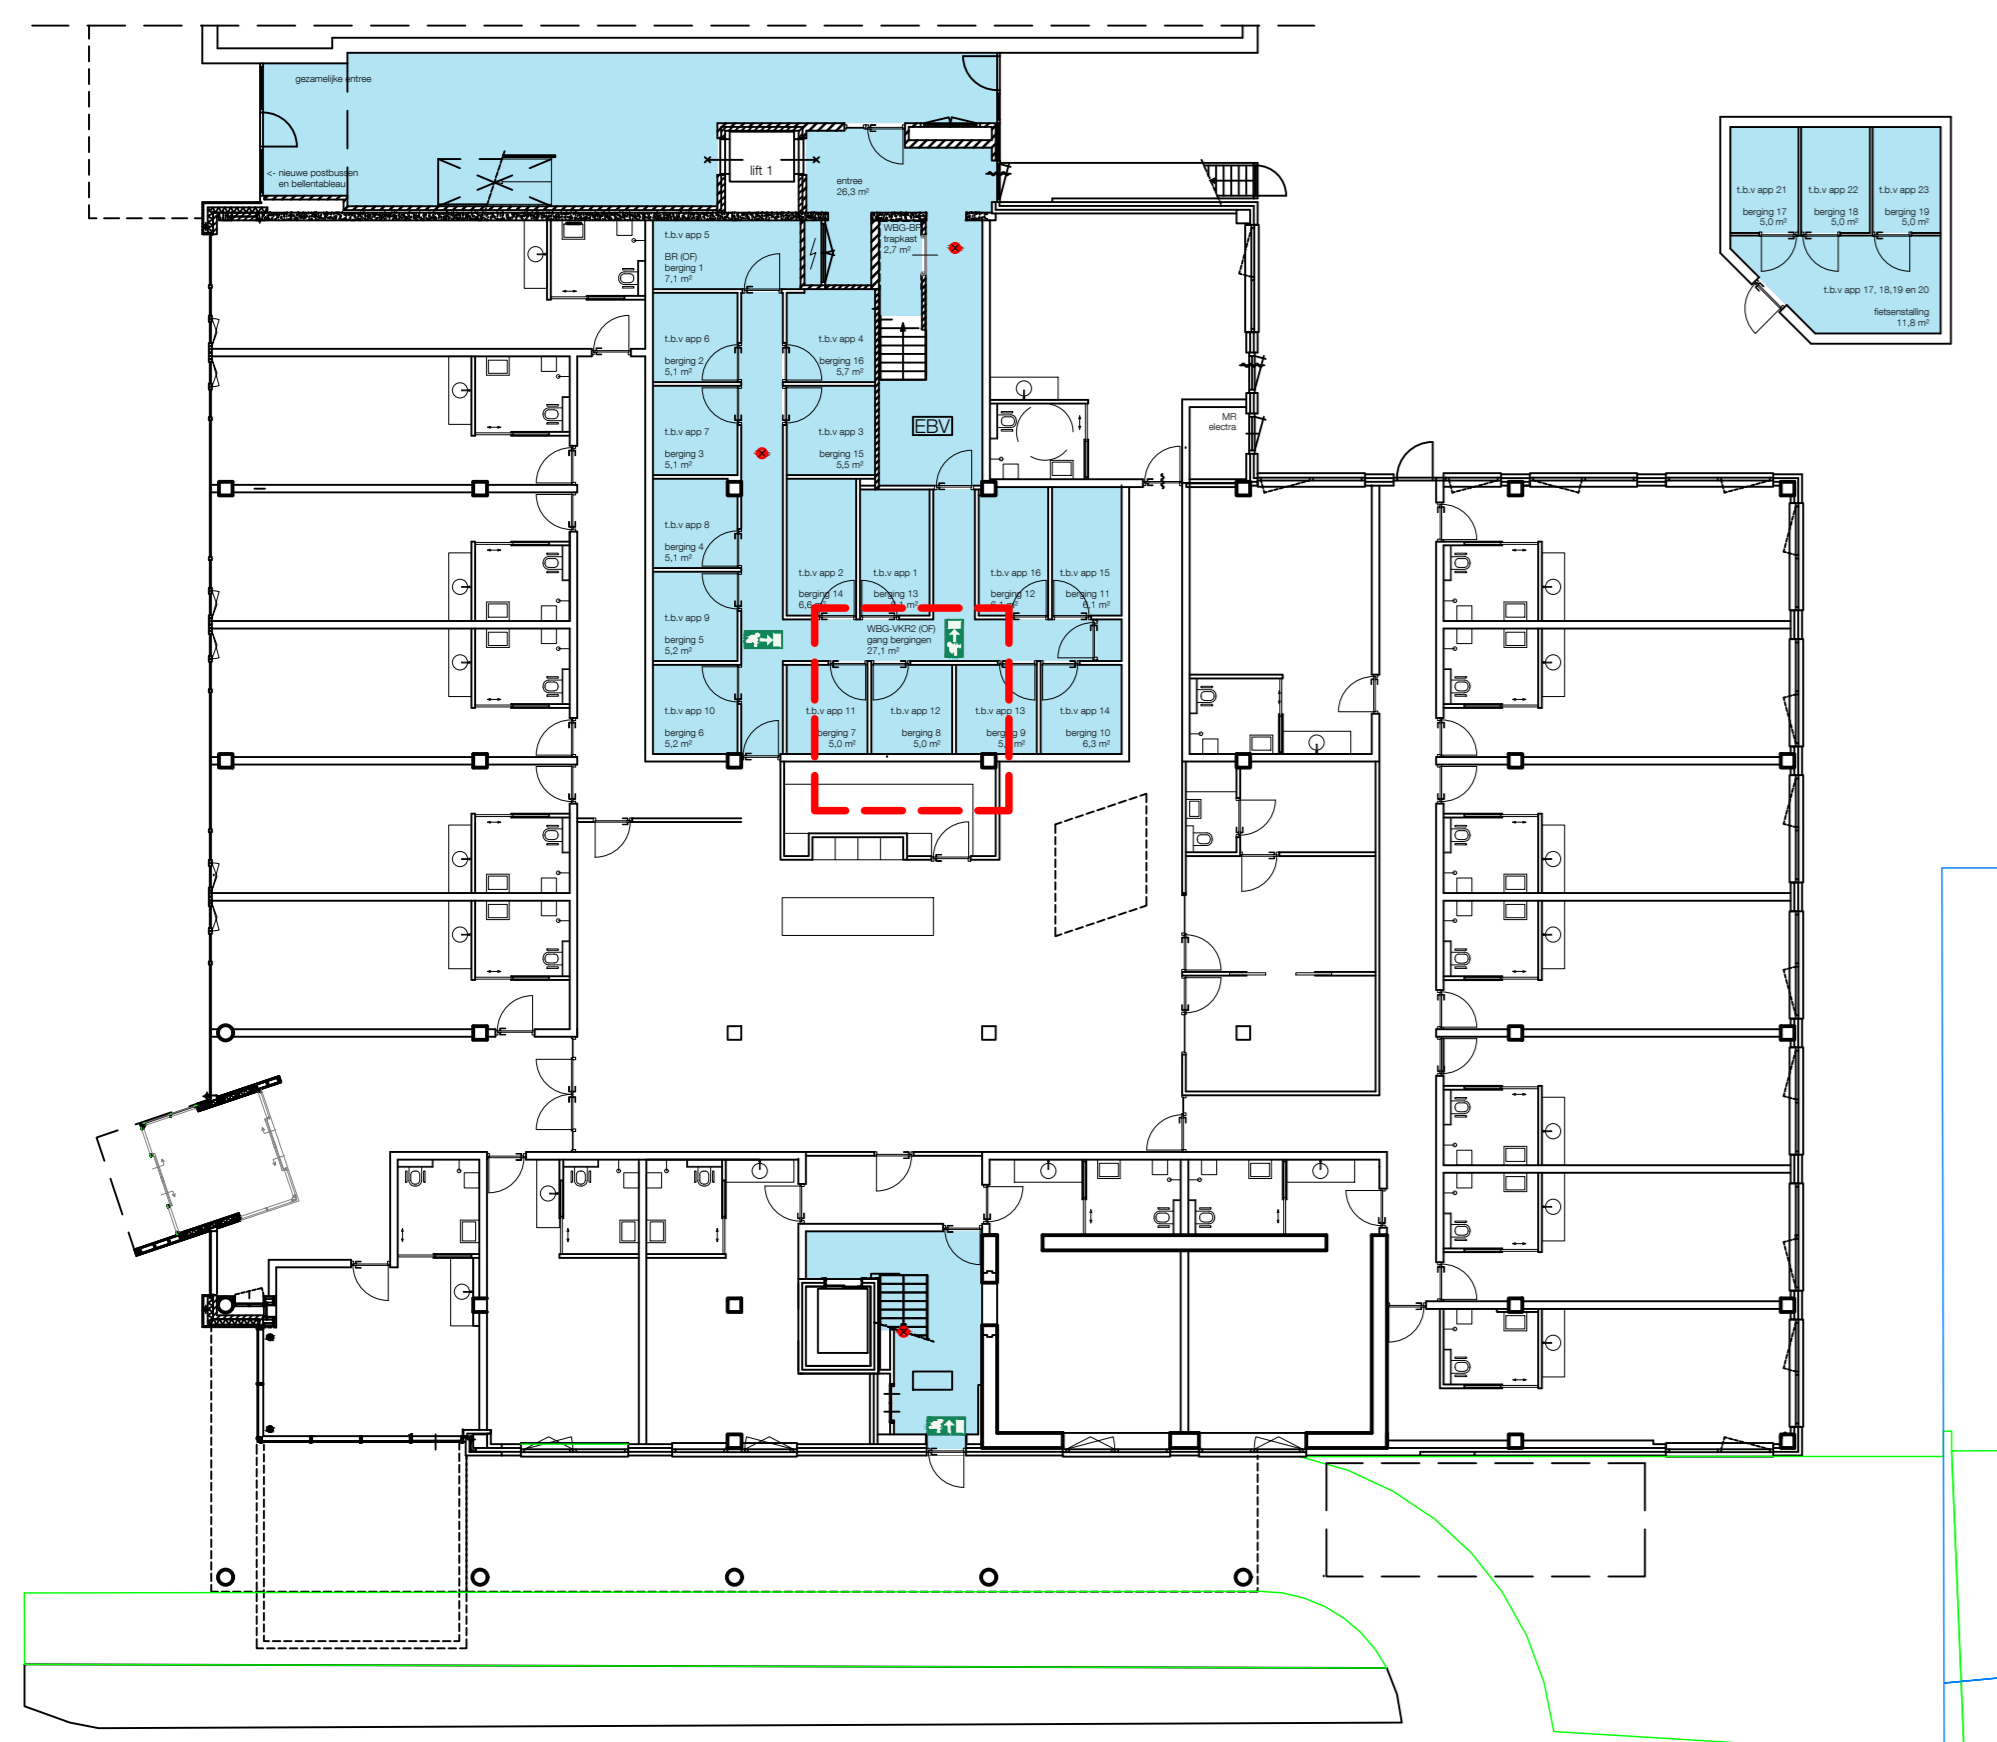 gezamelijke entree
<- nieuwe postbussen
en bellentableau
lift 1
entree
26,3 m²
WBG-BF
trapkast
2,7 m²
t.b.v app 5
BR (OF)
berging 1
7,1 m²
t.b.v app 6
berging 2
5,1 m²
t.b.v app 4
berging 16
5,7 m²
t.b.v app 7
berging 3
5,1 m²
t.b.v app 3
berging 15
5,5 m²
EBV
MR
electra
t.b.v app 8
berging 4
5,1 m²
t.b.v app 2
berging 14
t.b.v app 1
berging 13
t.b.v app 16
berging 12
6,1 m²
t.b.v app 15
berging 11
6,1 m²
t.b.v app 9
berging 5
5,2 m²
WBG-VKR2 (OF)
gang bergingen
27,1 m²
t.b.v app 10
berging 6
5,2 m²
t.b.v app 11
berging 7
5,0 m²
t.b.v app 12
berging 8
5,0 m²
t.b.v app 13
berging 9
t.b.v app 14
berging 10
6,3 m²
t.b.v app 21
berging 17
5,0 m²
t.b.v app 22
berging 18
5,0 m²
t.b.v app 23
berging 19
5,0 m²
t.b.v app 17, 18,19 en 20
fietsenstalling
11,8 m²